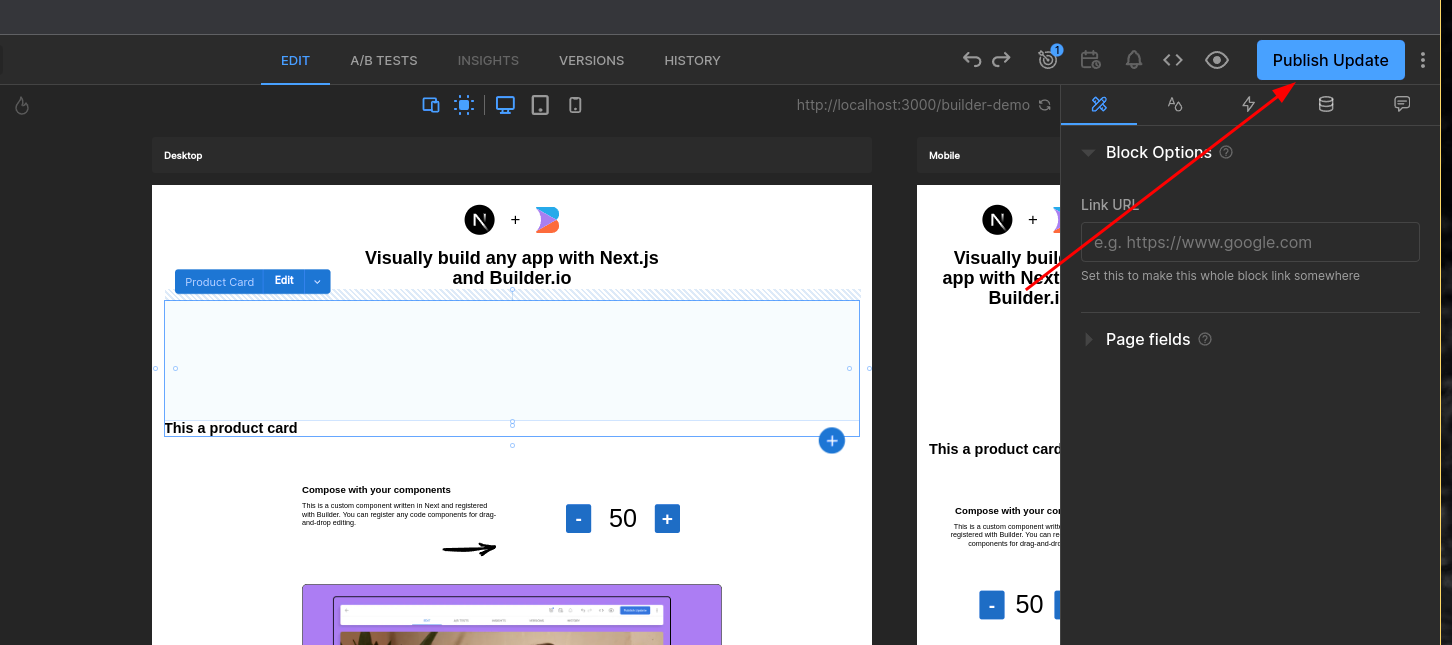 EDIT A/B TESTS INSIGHTS VERSIONS HISTORY 1 Publish Update
http://localhost:3000/builder-demo
Desktop
Mobile
Block Options
Link URL
e.g. https://www.google.com
Set this to make this whole block link somewhere
Page fields
N +
Visually build any app with Next.js
and Builder.io
Product Card Edit
This a product card
Compose with your components
This is a custom component written in Next and registered
with Builder. You can register any code components for drag-
and-drop editing.
- 50 +
N +
Visually buil
app with Next
Builder.i
This a product card
Compose with your cor
This is a custom component writte
registered with Builder. You can re
components for drag-and-dro
- 50